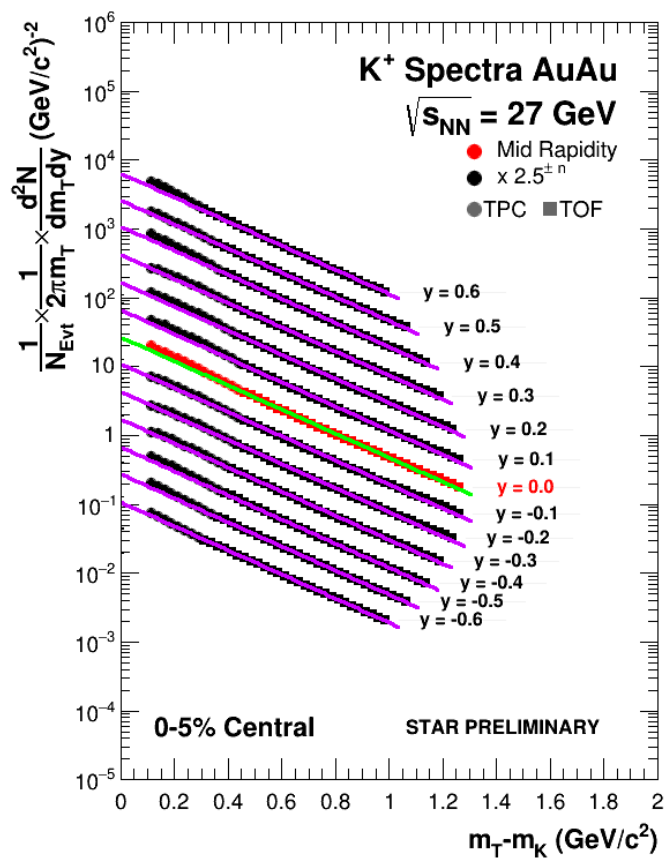 K⁺ Spectra AuAu
√s_NN = 27 GeV
Mid Rapidity
x 2.5^± n
TPC TOF
1/N_Evt × 1/2πm_T × d²N/dm_Tdy (GeV/c²)⁻²
10⁶
10⁵
10⁴
10³
10²
10
1
10⁻¹
10⁻²
10⁻³
10⁻⁴
10⁻⁵
y = 0.6
y = 0.5
y = 0.4
y = 0.3
y = 0.2
y = 0.1
y = 0.0
y = -0.1
y = -0.2
y = -0.3
y = -0.4
y = -0.5
y = -0.6
0-5% Central STAR PRELIMINARY
0 0.2 0.4 0.6 0.8 1 1.2 1.4 1.6 1.8 2
m_T-m_K (GeV/c²)